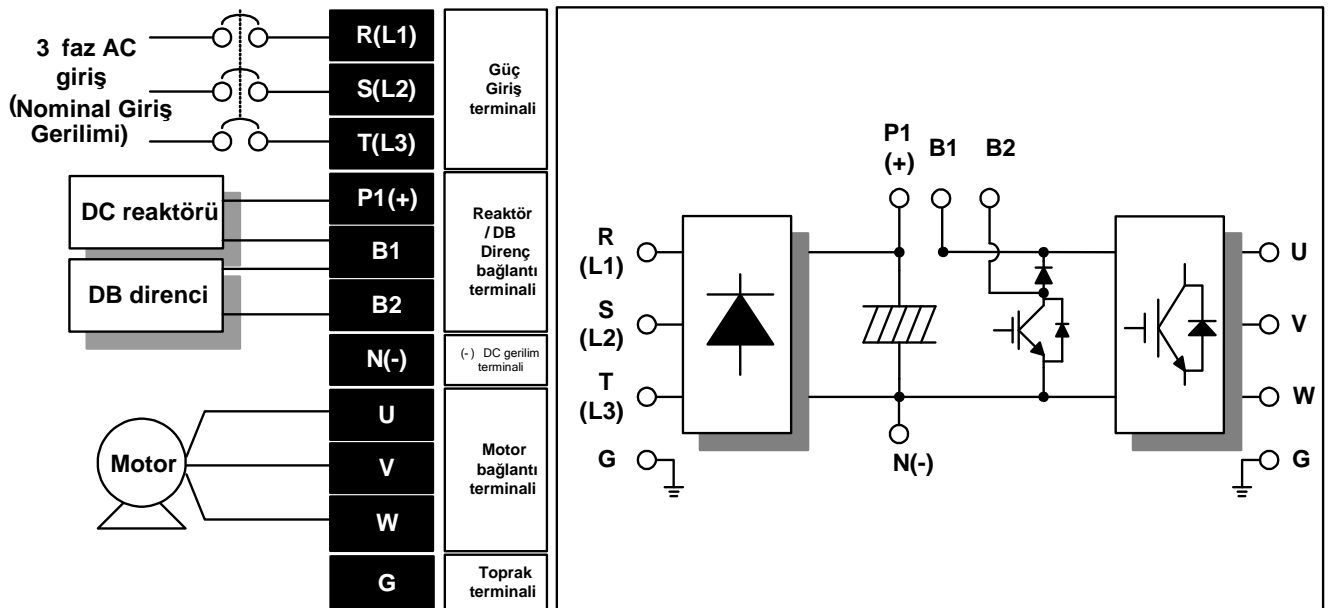 3 faz AC
giriş
(Nominal Giriş
Gerilimi)
R(L1)
S(L2)
T(L3)
Güç
Giriş
terminali
DC reaktörü
DB direnci
P1(+)
B1
B2
Reaktör
/ DB
Direnç
bağlantı
terminali
N(-)
(-) DC gerilim
terminali
Motor
U
V
W
Motor
bağlantı
terminali
G
Toprak
terminali
P1
(+)
B1
B2
R
(L1)
S
(L2)
T
(L3)
G
N(-)
U
V
W
G